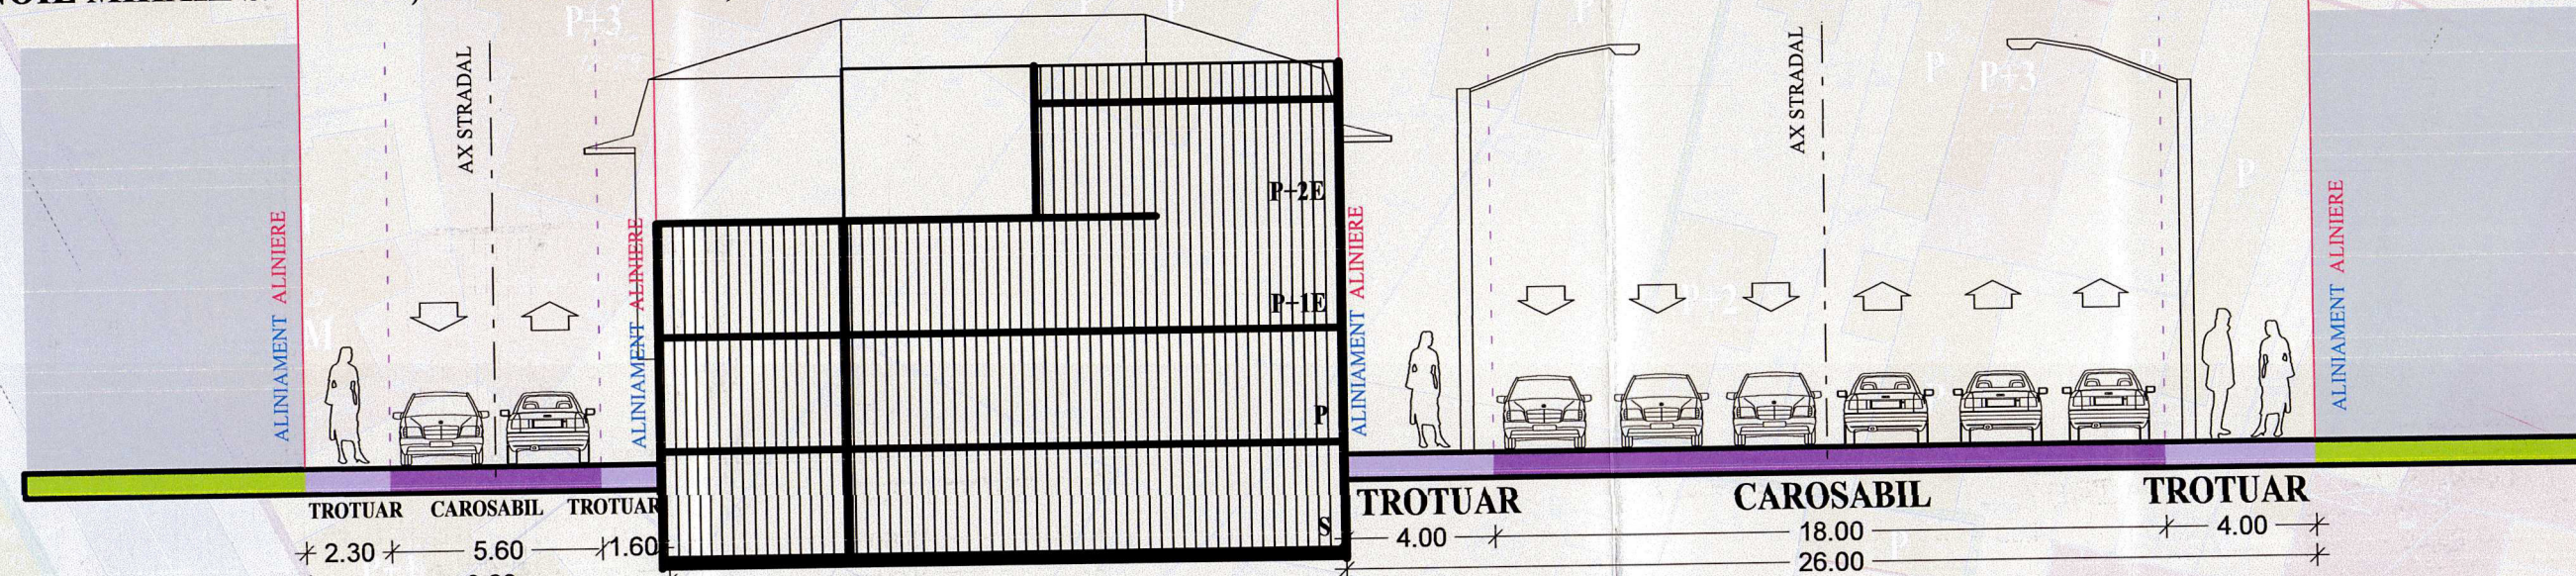 P+3
P
P
P
P
P+3
P
AX STRADAL
AX STRADAL
P
P+2E
ALINIAMENT ALINIERE
ALINIAMENT ALINIERE
ALINIAMENT ALINIERE
ALINIAMENT ALINIERE
P+1E
P+2
M
P
S
TROTUAR CAROSABIL TROTUAR
TROTUAR CAROSABIL TROTUAR
2.30 5.60 1.60
4.00 18.00 4.00
26.00
P